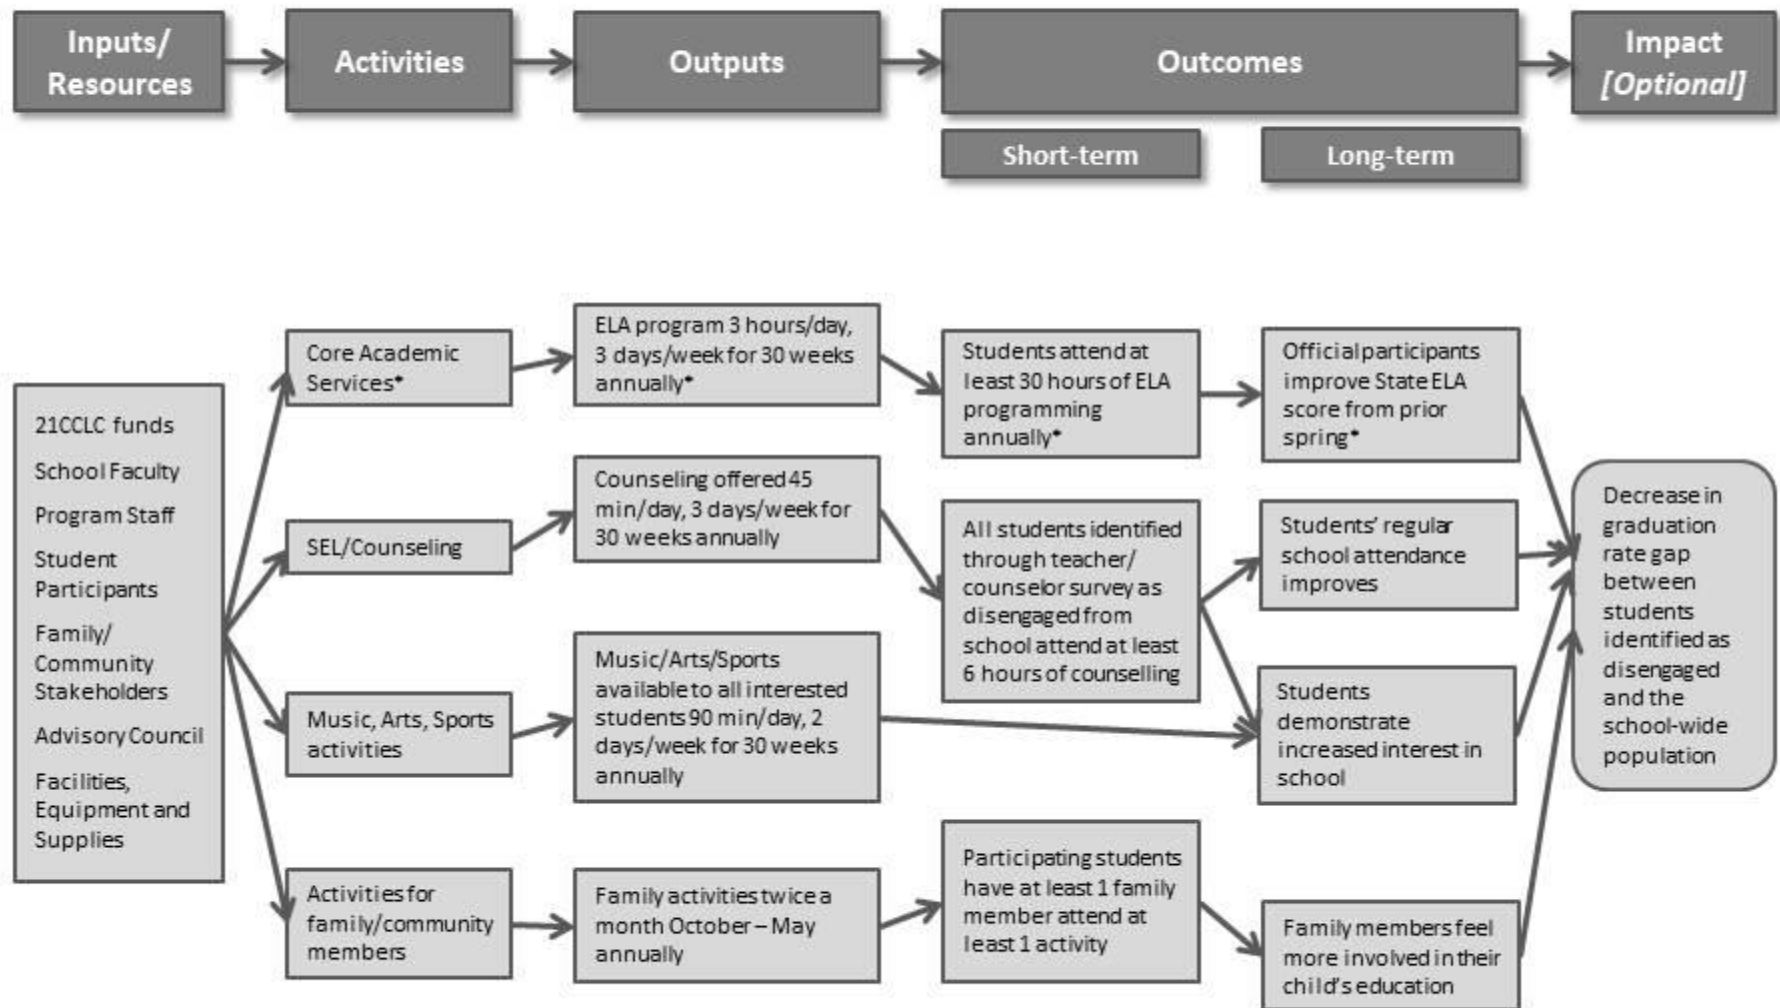 Inputs/
Resources
Activities
Outputs
Outcomes
Impact
[Optional]
Short-term
Long-term
21CCLC funds
School Faculty
Program Staff
Student
Participants
Family/
Community
Stakeholders
Advisory Council
Facilities,
Equipment and
Supplies
Core Academic
Services*
SEL/Counseling
Music, Arts, Sports
activities
Activities for
family/community
members
ELA program 3 hours/day,
3 days/week for 30 weeks
annually*
Counseling offered 45
min/day, 3 days/week for
30 weeks annually
Music/Arts/Sports
available to all interested
students 90 min/day, 2
days/week for 30 weeks
annually
Family activities twice a
month October – May
annually
Students attend at
least 30 hours of ELA
programming
annually*
All students identified
through teacher/
counselor survey as
disengaged from
school attend at least
6 hours of counselling
Participating students
have at least 1 family
member attend at
least 1 activity
Official participants
improve State ELA
score from prior
spring*
Students' regular
school attendance
improves
Students
demonstrate
increased interest in
school
Family members feel
more involved in their
child's education
Decrease in
graduation
rate gap
between
students
identified as
disengaged
and the
school-wide
population